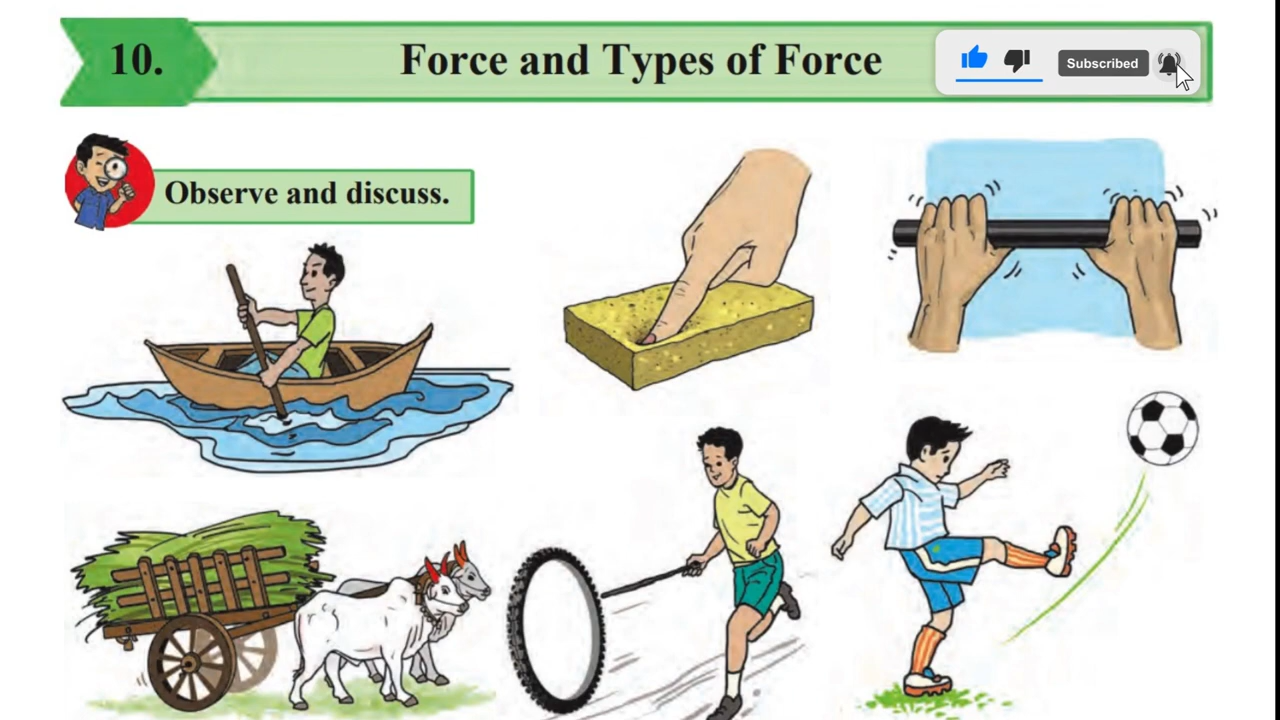 10.
Force and Types of Force
Subscribed
Observe and discuss.